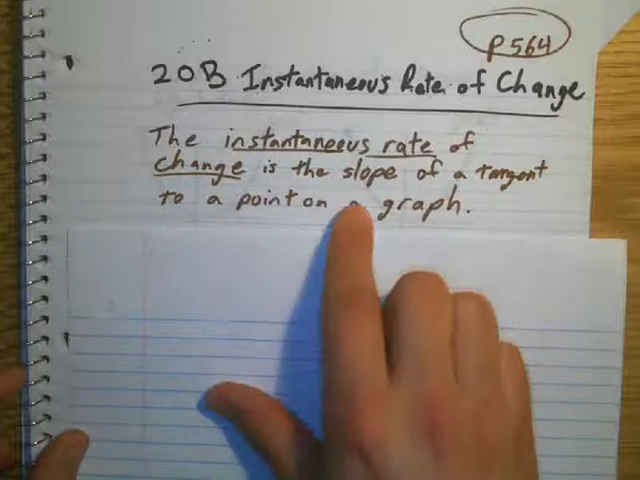 P564
20B Instantaneous Rate of Change
The instantaneous rate of
change is the slope of a tangent
to a point on a graph.